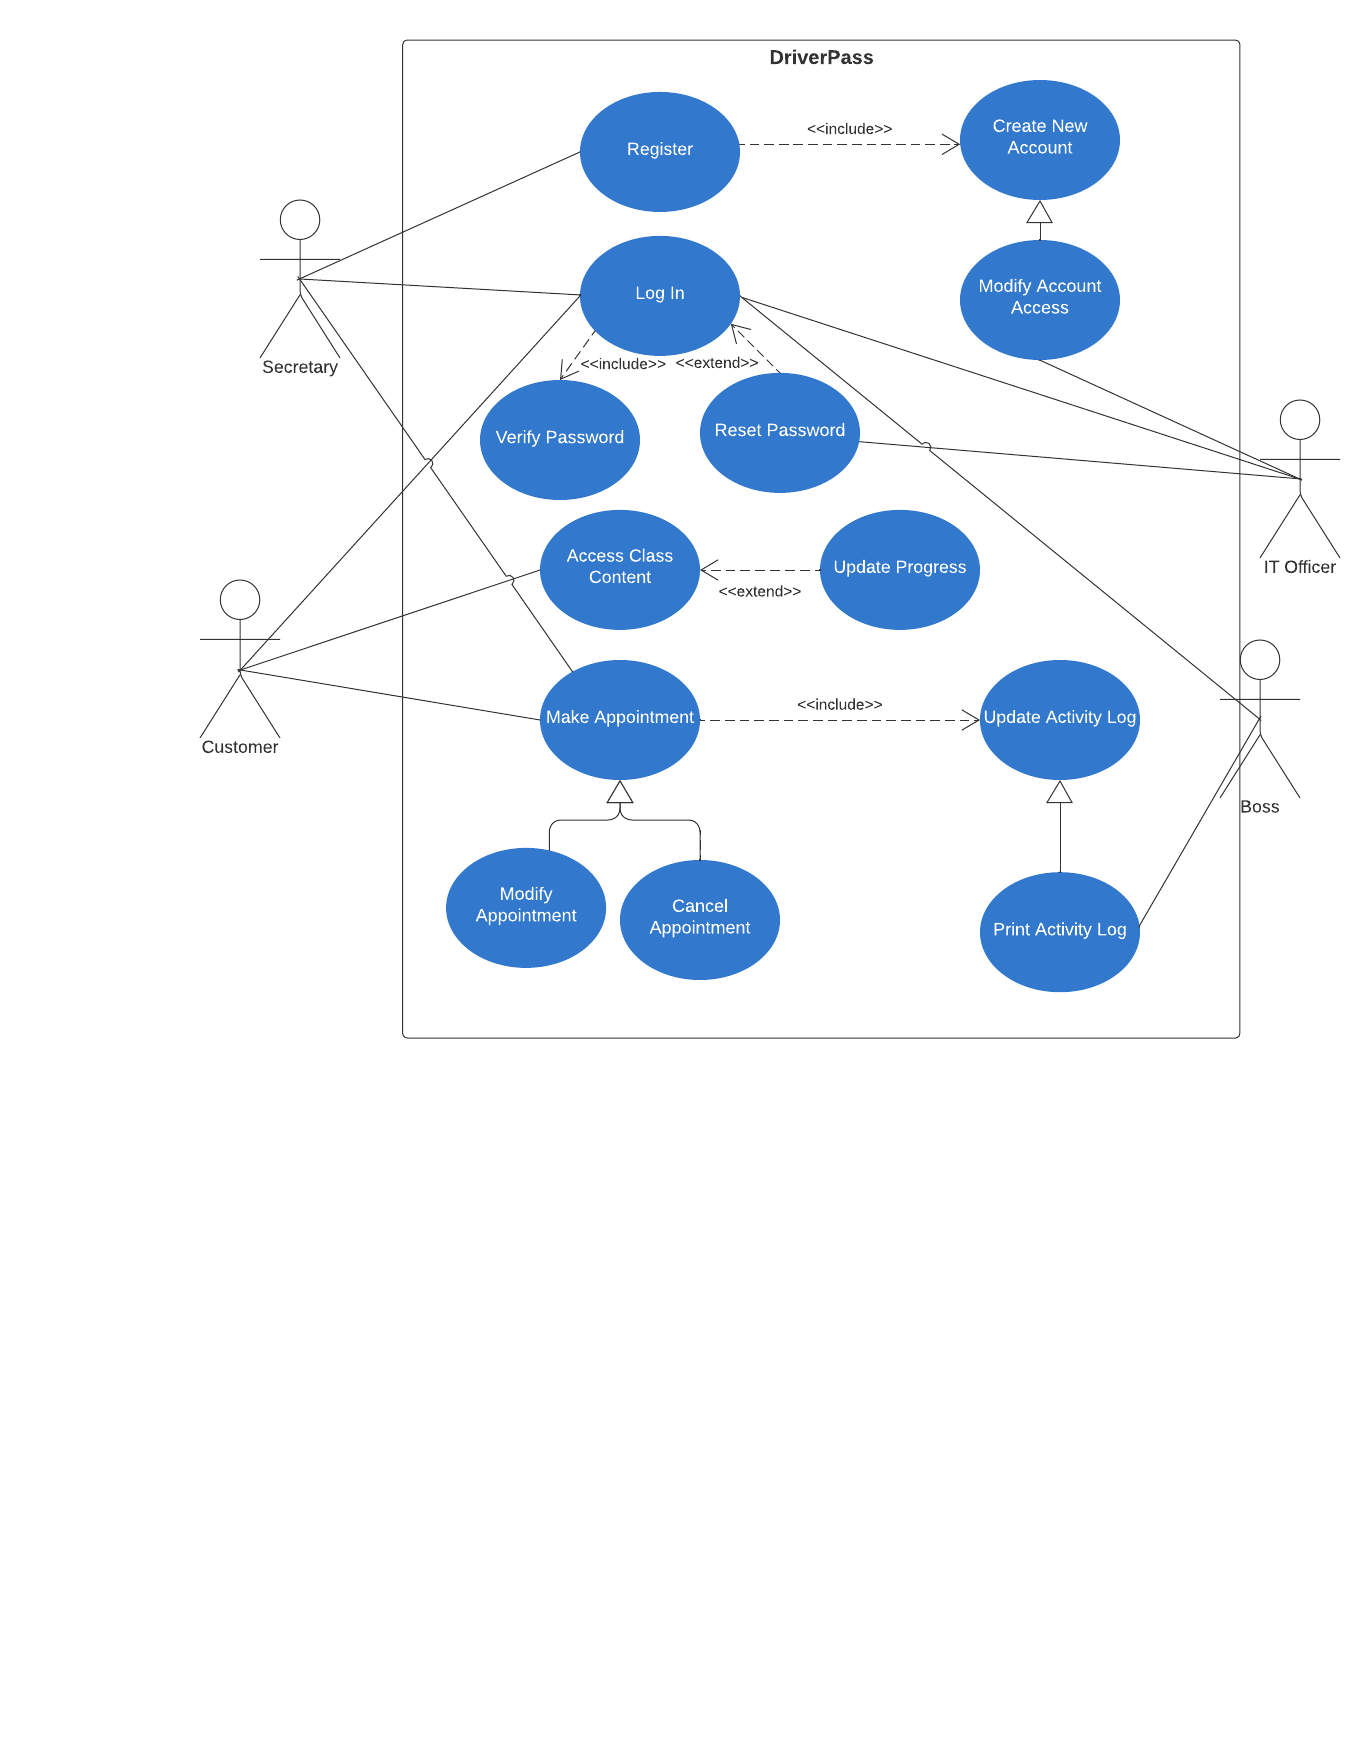 DriverPass
Register
<<include>>
Create New
Account
Secretary
Log In
Modify Account
Access
<<include>>
<<extend>>
Verify Password
Reset Password
IT Officer
Access Class
Content
<<extend>>
Update Progress
Customer
Make Appointment
<<include>>
Update Activity Log
Boss
Modify
Appointment
Cancel
Appointment
Print Activity Log